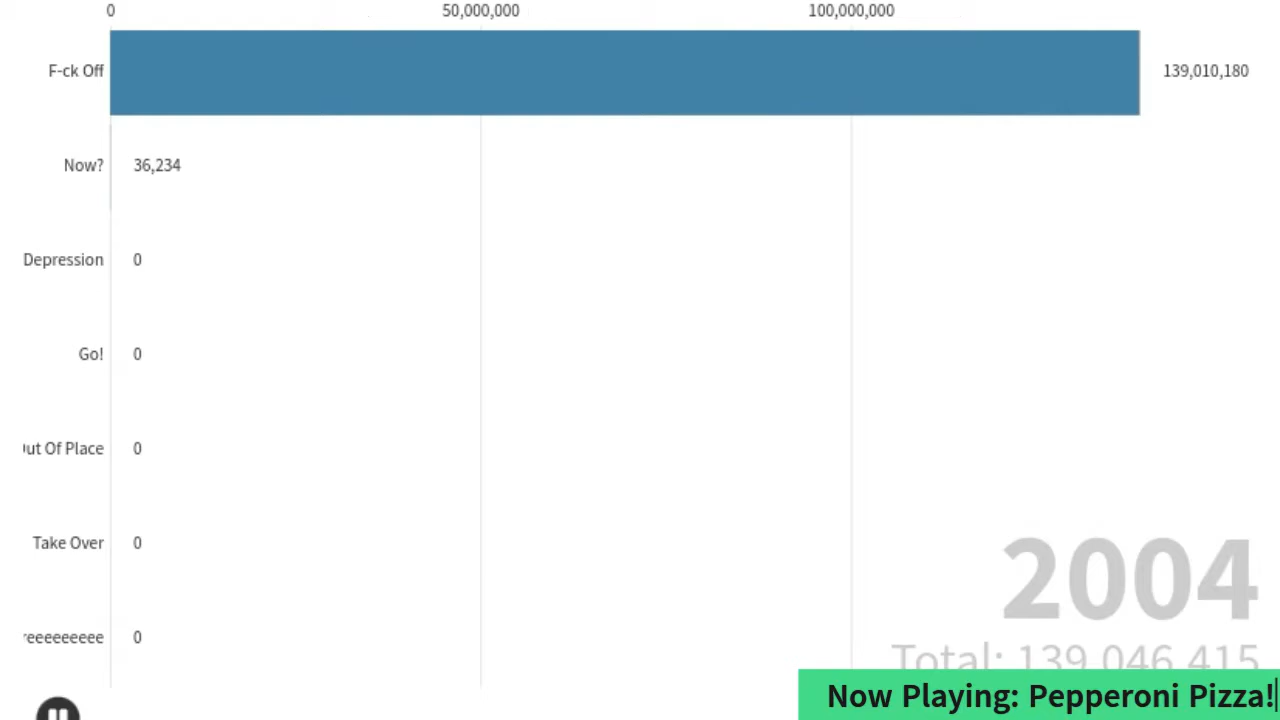 0 50,000,000 100,000,000
F-ck Off 139,010,180
Now? 36,234
Depression 0
Go! 0
ut Of Place 0
Take Over 0
reeeeeeeee 0
2004
Total: 139,046,415
Now Playing: Pepperoni Pizza!